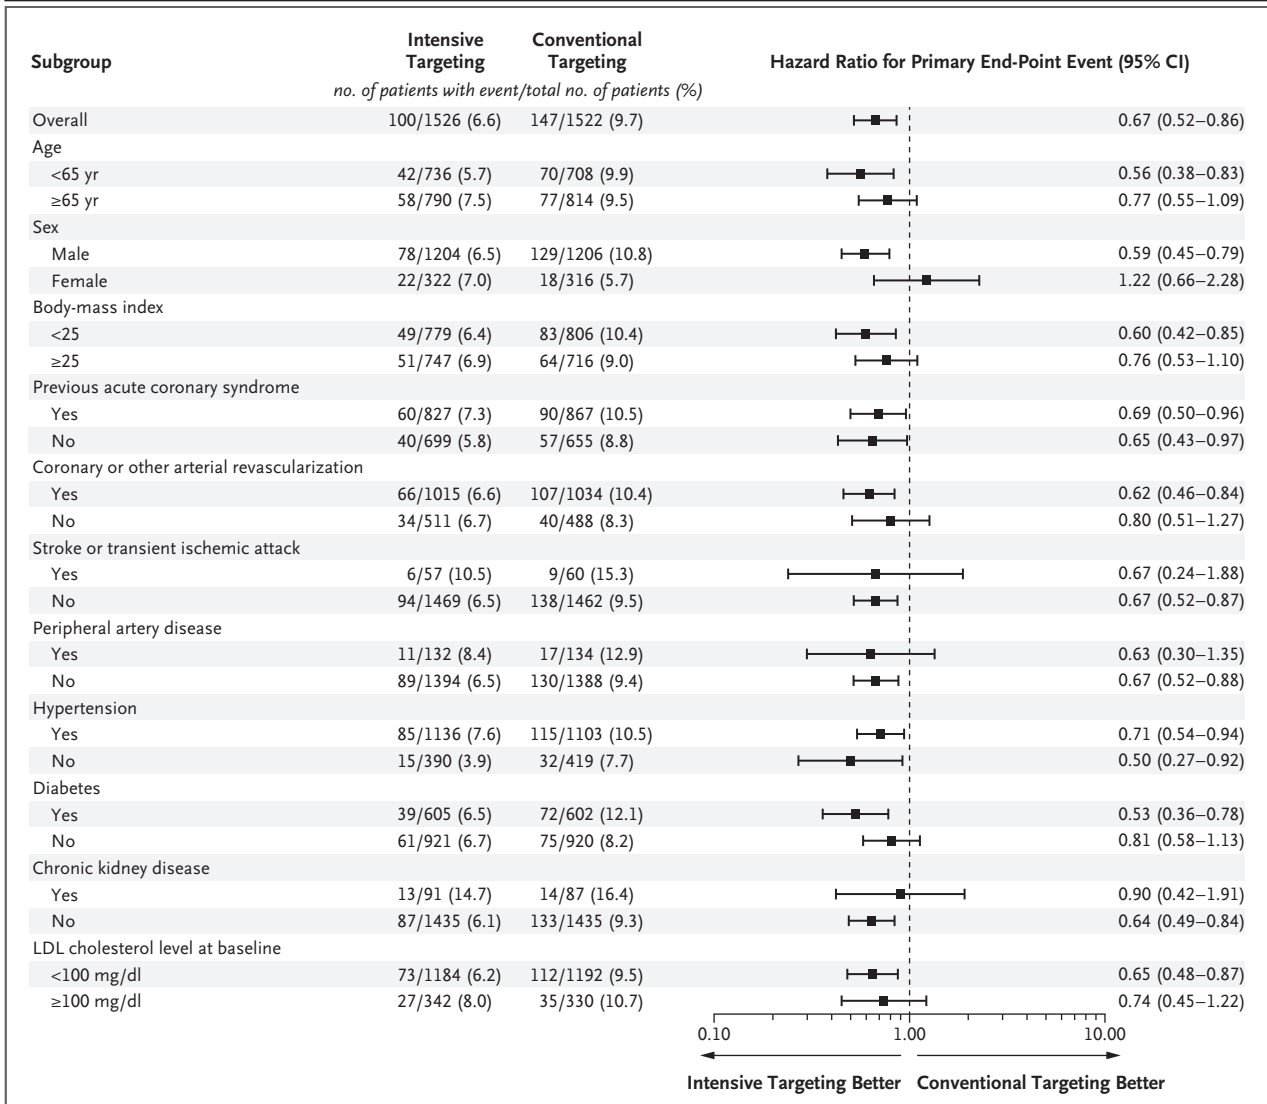 Subgroup Intensive Targeting Conventional Targeting Hazard Ratio for Primary End-Point Event (95% CI)
no. of patients with event/total no. of patients (%)
Overall 100/1526 (6.6) 147/1522 (9.7) 0.67 (0.52–0.86)
Age
<65 yr 42/736 (5.7) 70/708 (9.9) 0.56 (0.38–0.83)
≥65 yr 58/790 (7.5) 77/814 (9.5) 0.77 (0.55–1.09)
Sex
Male 78/1204 (6.5) 129/1206 (10.8) 0.59 (0.45–0.79)
Female 22/322 (7.0) 18/316 (5.7) 1.22 (0.66–2.28)
Body-mass index
<25 49/779 (6.4) 83/806 (10.4) 0.60 (0.42–0.85)
≥25 51/747 (6.9) 64/716 (9.0) 0.76 (0.53–1.10)
Previous acute coronary syndrome
Yes 60/827 (7.3) 90/867 (10.5) 0.69 (0.50–0.96)
No 40/699 (5.8) 57/655 (8.8) 0.65 (0.43–0.97)
Coronary or other arterial revascularization
Yes 66/1015 (6.6) 107/1034 (10.4) 0.62 (0.46–0.84)
No 34/511 (6.7) 40/488 (8.3) 0.80 (0.51–1.27)
Stroke or transient ischemic attack
Yes 6/57 (10.5) 9/60 (15.3) 0.67 (0.24–1.88)
No 94/1469 (6.5) 138/1462 (9.5) 0.67 (0.52–0.87)
Peripheral artery disease
Yes 11/132 (8.4) 17/134 (12.9) 0.63 (0.30–1.35)
No 89/1394 (6.5) 130/1388 (9.4) 0.67 (0.52–0.88)
Hypertension
Yes 85/1136 (7.6) 115/1103 (10.5) 0.71 (0.54–0.94)
No 15/390 (3.9) 32/419 (7.7) 0.50 (0.27–0.92)
Diabetes
Yes 39/605 (6.5) 72/602 (12.1) 0.53 (0.36–0.78)
No 61/921 (6.7) 75/920 (8.2) 0.81 (0.58–1.13)
Chronic kidney disease
Yes 13/91 (14.7) 14/87 (16.4) 0.90 (0.42–1.91)
No 87/1435 (6.1) 133/1435 (9.3) 0.64 (0.49–0.84)
LDL cholesterol level at baseline
<100 mg/dl 73/1184 (6.2) 112/1192 (9.5) 0.65 (0.48–0.87)
≥100 mg/dl 27/342 (8.0) 35/330 (10.7) 0.74 (0.45–1.22)
0.10 1.00 10.00
Intensive Targeting Better Conventional Targeting Better